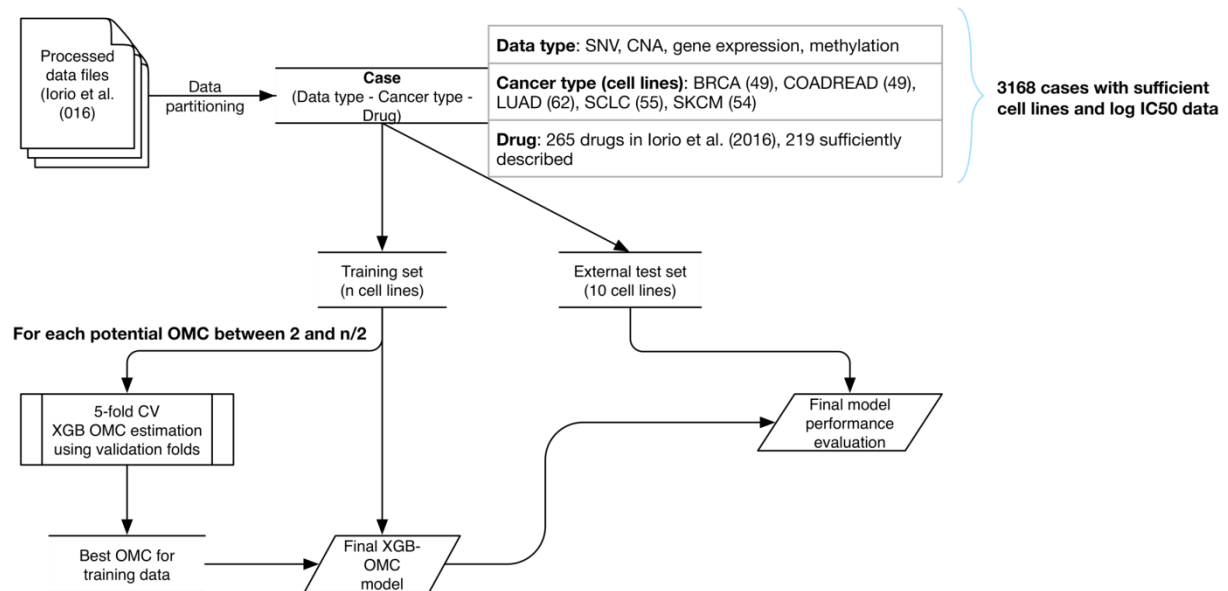 Processed
data files
(Iorio et al.
(016)
Data
partitioning
Case
(Data type - Cancer type -
Drug)
Data type: SNV, CNA, gene expression, methylation
Cancer type (cell lines): BRCA (49), COADREAD (49),
LUAD (62), SCLC (55), SKCM (54)
Drug: 265 drugs in Iorio et al. (2016), 219 sufficiently
described
3168 cases with sufficient
cell lines and log IC50 data
Training set
(n cell lines)
External test set
(10 cell lines)
For each potential OMC between 2 and n/2
5-fold CV
XGB OMC estimation
using validation folds
Final model
performance
evaluation
Best OMC for
training data
Final XGB-
OMC
model